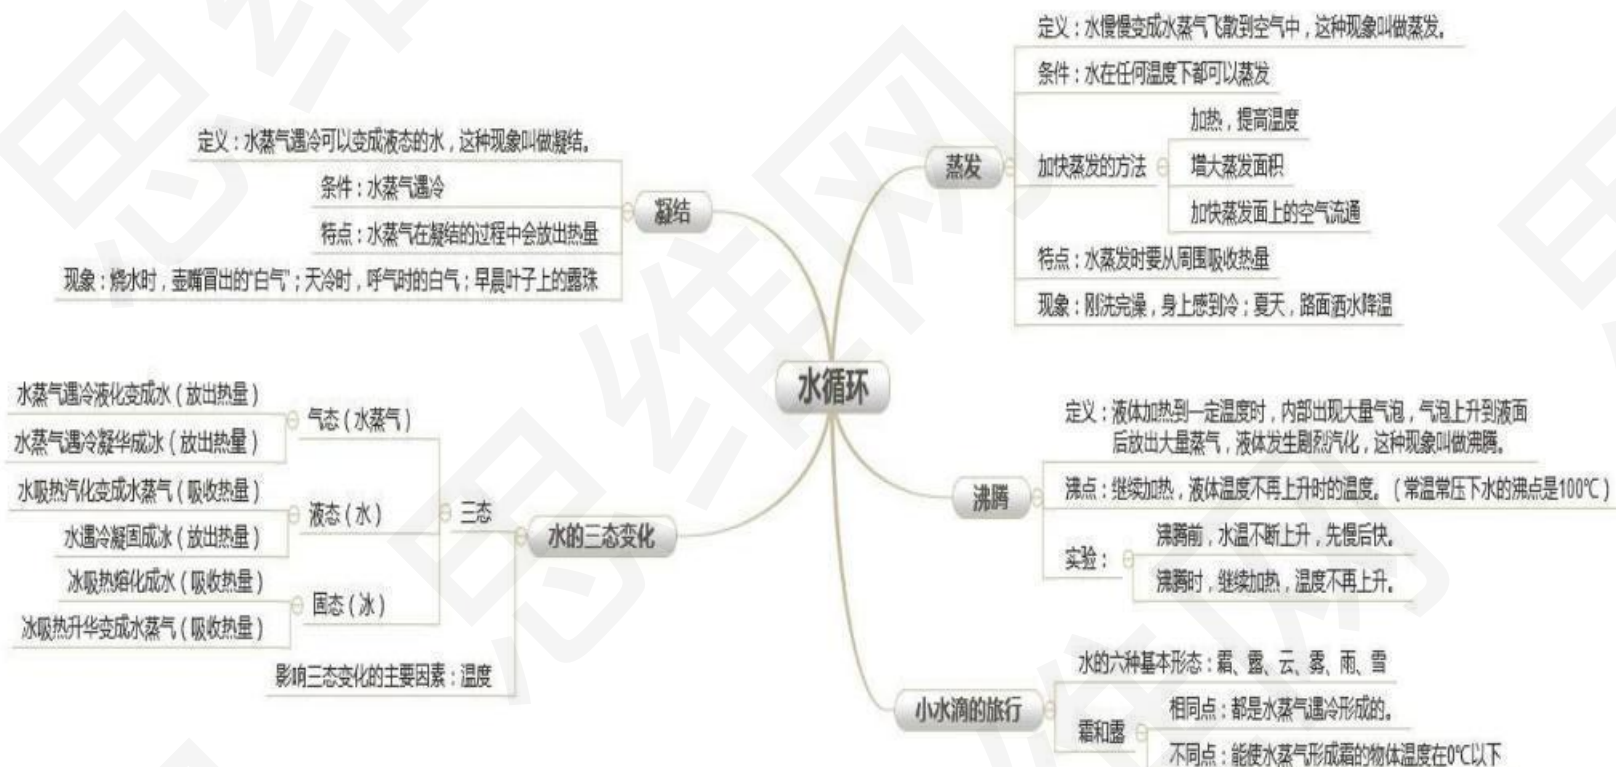 水循环
蒸发
定义：水慢慢变成水蒸气飞散到空气中，这种现象叫做蒸发。
条件：水在任何温度下都可以蒸发
加快蒸发的方法
加热，提高温度
增大蒸发面积
加快蒸发面上的空气流通
特点：水蒸发时要从周围吸收热量
现象：刚洗完澡，身上感到冷；夏天，路面洒水降温
沸腾
定义：液体加热到一定温度时，内部出现大量气泡，气泡上升到液面
后放出大量蒸气，液体发生剧烈汽化，这种现象叫做沸腾。
沸点：继续加热，液体温度不再上升时的温度。（常温常压下水的沸点是100℃）
实验：
沸腾前，水温不断上升，先慢后快。
沸腾时，继续加热，温度不再上升。
小水滴的旅行
水的六种基本形态：霜、露、云、雾、雨、雪
霜和露
相同点：都是水蒸气遇冷形成的。
不同点：能使水蒸气形成霜的物体温度在0℃以下
凝结
定义：水蒸气遇冷可以变成液态的水，这种现象叫做凝结。
条件：水蒸气遇冷
特点：水蒸气在凝结的过程中会放出热量
现象：烧水时，壶嘴冒出的"白气"；天冷时，呼气时的白气；早晨叶子上的露珠
水的三态变化
三态
气态（水蒸气）
水蒸气遇冷液化变成水（放出热量）
水蒸气遇冷凝华成冰（放出热量）
液态（水）
水吸热汽化变成水蒸气（吸收热量）
水遇冷凝固成冰（放出热量）
固态（冰）
冰吸热熔化成水（吸收热量）
冰吸热升华变成水蒸气（吸收热量）
影响三态变化的主要因素：温度
思维网
思维网